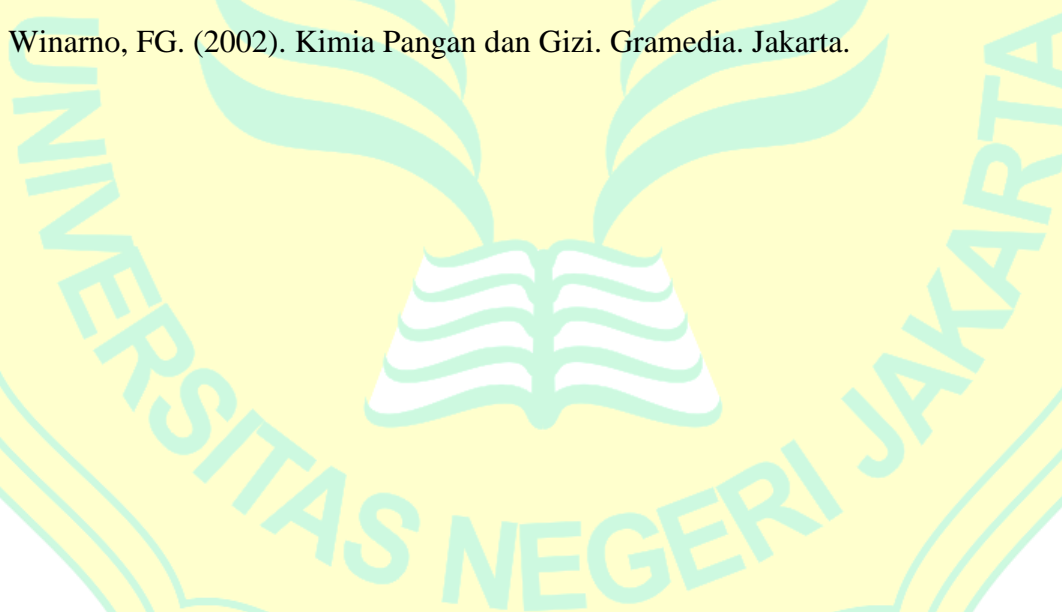 Winarno, FG. (2002). Kimia Pangan dan Gizi. Gramedia. Jakarta.
UNIVERSITAS NEGERI JAKARTA